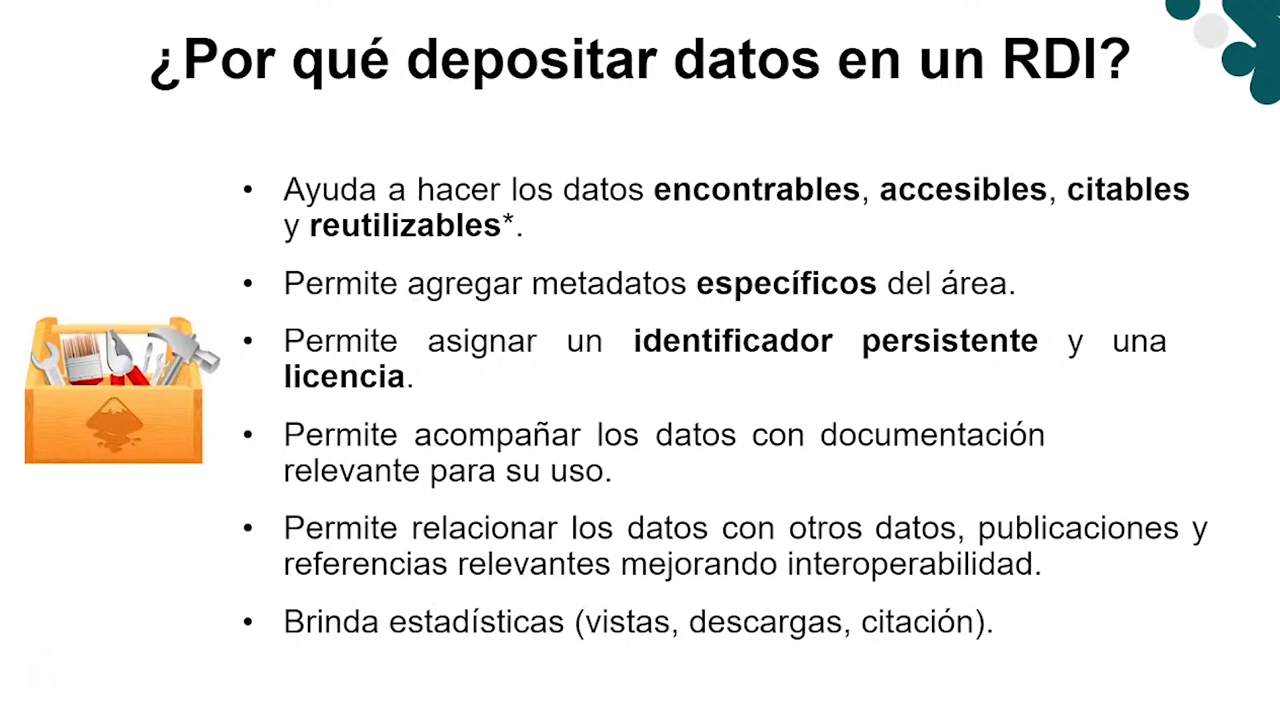 ¿Por qué depositar datos en un RDI?
• Ayuda a hacer los datos encontrables, accesibles, citables
y reutilizables*.
• Permite agregar metadatos específicos del área.
• Permite asignar un identificador persistente y una
licencia.
• Permite acompañar los datos con documentación
relevante para su uso.
• Permite relacionar los datos con otros datos, publicaciones y
referencias relevantes mejorando interoperabilidad.
• Brinda estadísticas (vistas, descargas, citación).